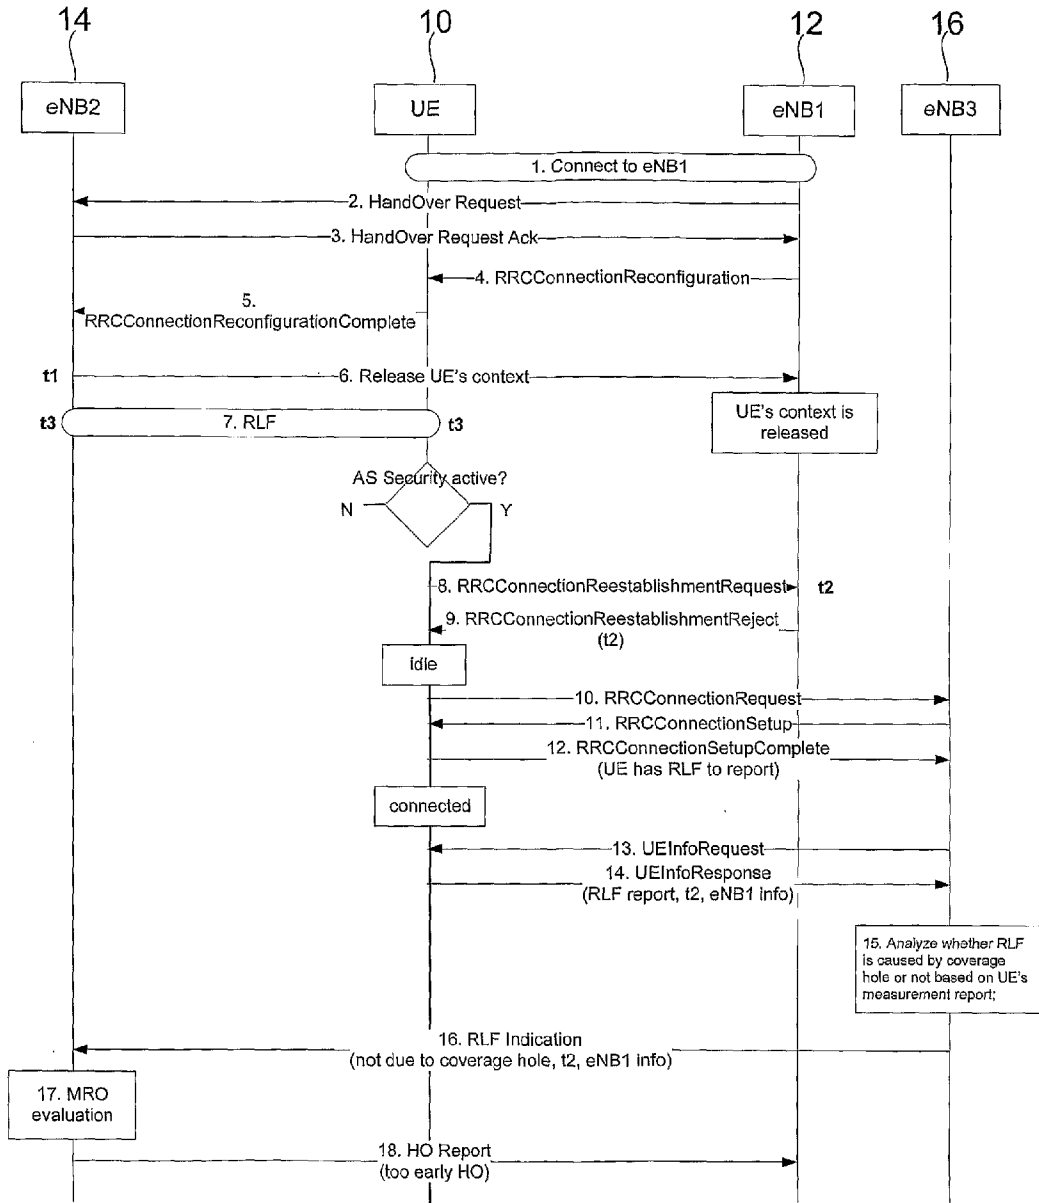 14
10
12
16
eNB2
UE
eNB1
eNB3
1. Connect to eNB1
2. HandOver Request
3. HandOver Request Ack
4. RRCConnectionReconfiguration
5.
RRCConnectionReconfigurationComplete
t1
6. Release UE's context
UE's context is
released
t3
7. RLF
t3
AS Security active?
N
Y
8. RRCConnectionReestablishmentRequest
t2
9. RRCConnectionReestablishmentReject
(t2)
idle
10. RRCConnectionRequest
11. RRCConnectionSetup
12. RRCConnectionSetupComplete
(UE has RLF to report)
connected
13. UEInfoRequest
14. UEInfoResponse
(RLF report, t2, eNB1 info)
15. Analyze whether RLF
is caused by coverage
hole or not based on UE's
measurement report;
16. RLF Indication
(not due to coverage hole, t2, eNB1 info)
17. MRO
evaluation
18. HO Report
(too early HO)